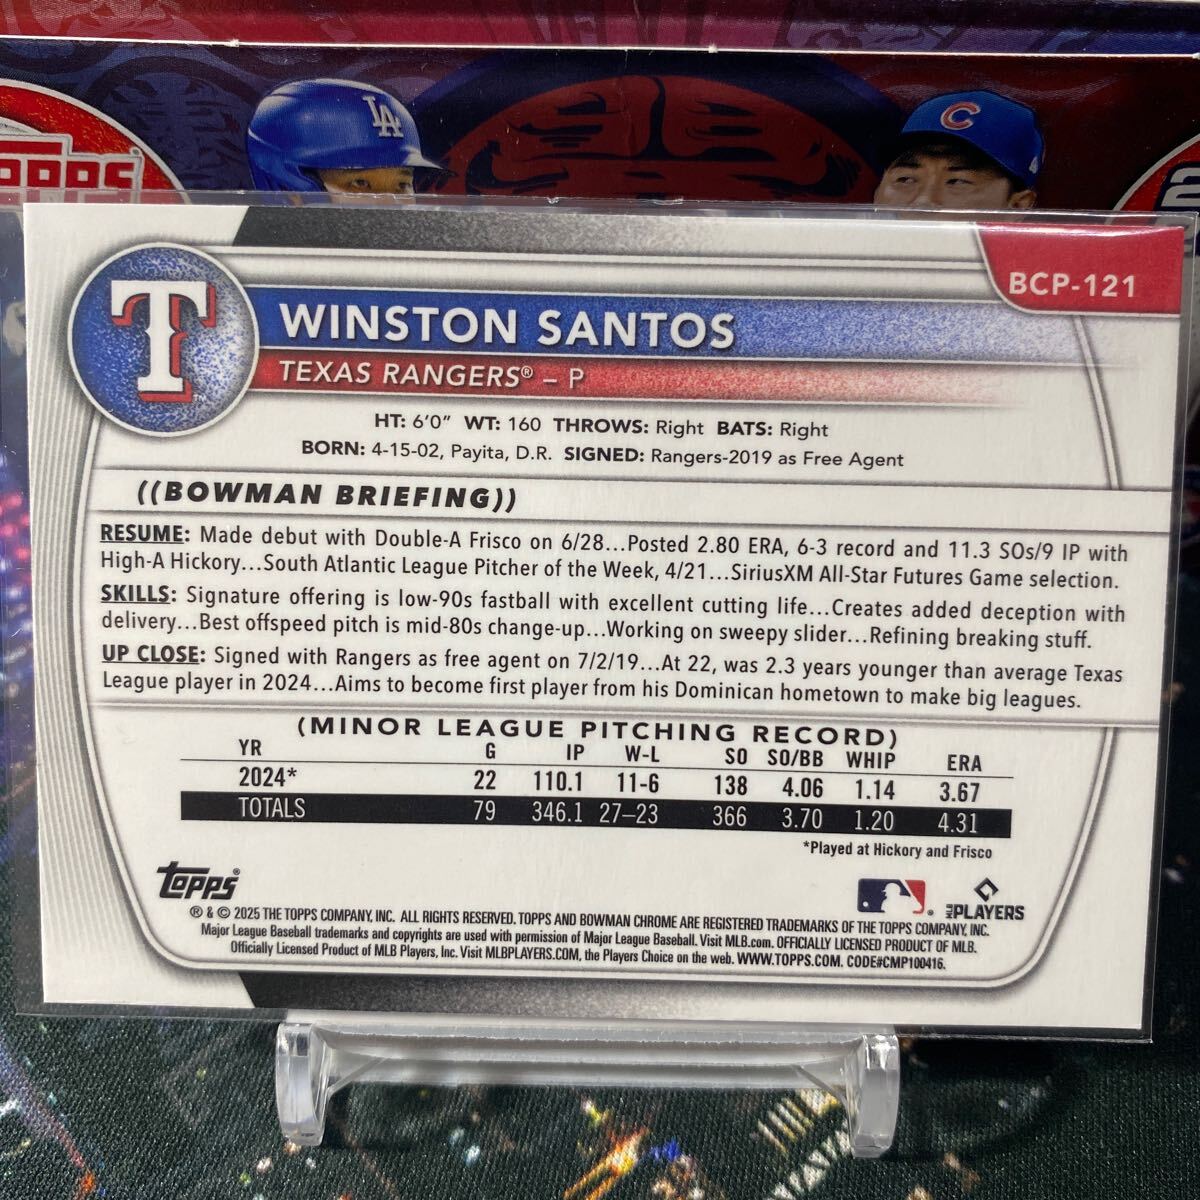 LA
C
TOPPS
BCP-121
T
WINSTON SANTOS
TEXAS RANGERS® – P
HT: 6'0" WT: 160 THROWS: Right BATS: Right
BORN: 4-15-02, Payita, D.R. SIGNED: Rangers-2019 as Free Agent
((BOWMAN BRIEFING))
RESUME: Made debut with Double-A Frisco on 6/28...Posted 2.80 ERA, 6-3 record and 11.3 SOs/9 IP with
High-A Hickory...South Atlantic League Pitcher of the Week, 4/21...SiriusXM All-Star Futures Game selection.
SKILLS: Signature offering is low-90s fastball with excellent cutting life...Creates added deception with
delivery...Best offspeed pitch is mid-80s change-up...Working on sweepy slider...Refining breaking stuff.
UP CLOSE: Signed with Rangers as free agent on 7/2/19...At 22, was 2.3 years younger than average Texas
League player in 2024...Aims to become first player from his Dominican hometown to make big leagues.
(MINOR LEAGUE PITCHING RECORD)
YR G IP W-L SO SO/BB WHIP ERA
2024* 22 110.1 11-6 138 4.06 1.14 3.67
TOTALS 79 346.1 27–23 366 3.70 1.20 4.31
*Played at Hickory and Frisco
Topps®
MLB PLAYERS
® & © 2025 THE TOPPS COMPANY, INC. ALL RIGHTS RESERVED. TOPPS AND BOWMAN CHROME ARE REGISTERED TRADEMARKS OF THE TOPPS COMPANY, INC.
Major League Baseball trademarks and copyrights are used with permission of Major League Baseball. Visit MLB.com. OFFICIALLY LICENSED PRODUCT OF MLB.
Officially Licensed Product of MLB Players, Inc. Visit MLBPLAYERS.COM, the Players Choice on the web. WWW.TOPPS.COM. CODE#CMP100416.